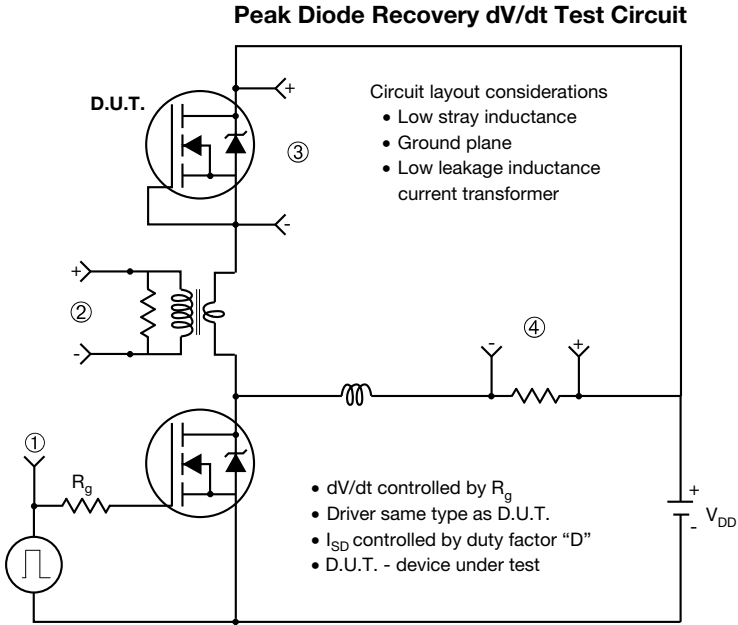 Peak Diode Recovery dV/dt Test Circuit
D.U.T.
+
③
-
Circuit layout considerations
• Low stray inductance
• Ground plane
• Low leakage inductance
current transformer
+
②
-
-
④
+
①
Rg
• dV/dt controlled by Rg
• Driver same type as D.U.T.
• ISD controlled by duty factor “D”
• D.U.T. - device under test
+
VDD
-